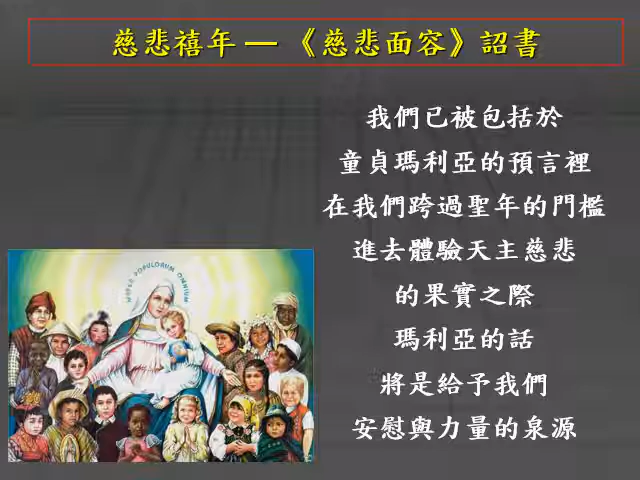 慈悲禧年 — 《慈悲面容》詔書
我們已被包括於
童貞瑪利亞的預言裡
在我們跨過聖年的門檻
進去體驗天主慈悲
的果實之際
瑪利亞的話
將是給予我們
安慰與力量的泉源
MATER POPULORUM OMNIUM